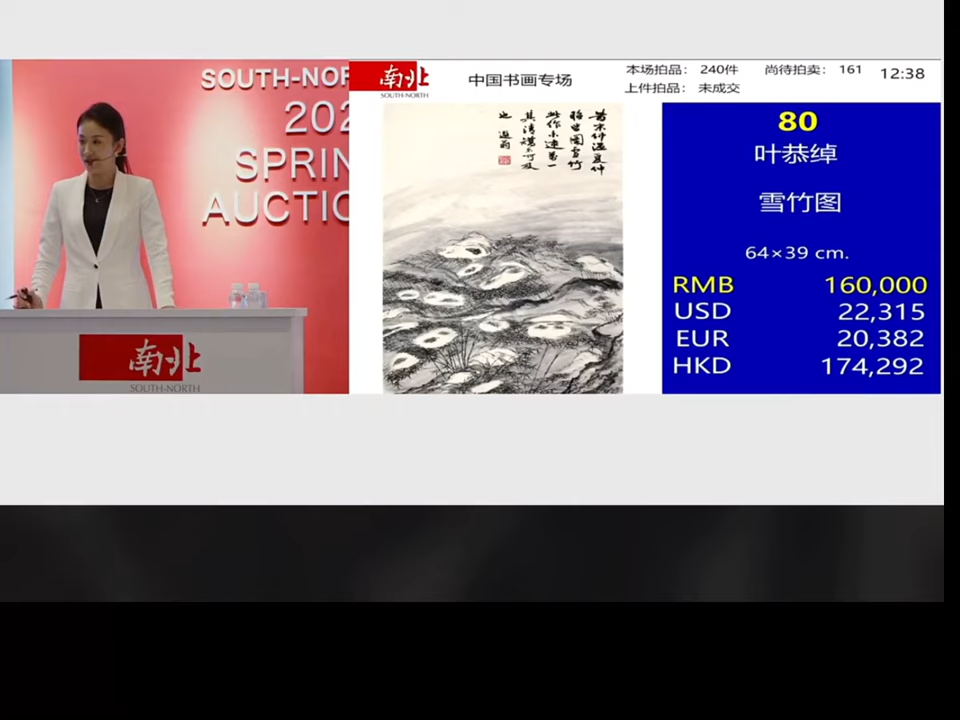 SOUTH-NOR
202
SPRIN
AUCTIO
南北
SOUTH-NORTH
南北
SOUTH-NORTH
中国书画专场
本场拍品： 240件 尚待拍卖： 161 12:38
上件拍品： 未成交
80
叶恭绰
雪竹图
64×39 cm.
RMB 160,000
USD 22,315
EUR 20,382
HKD 174,292